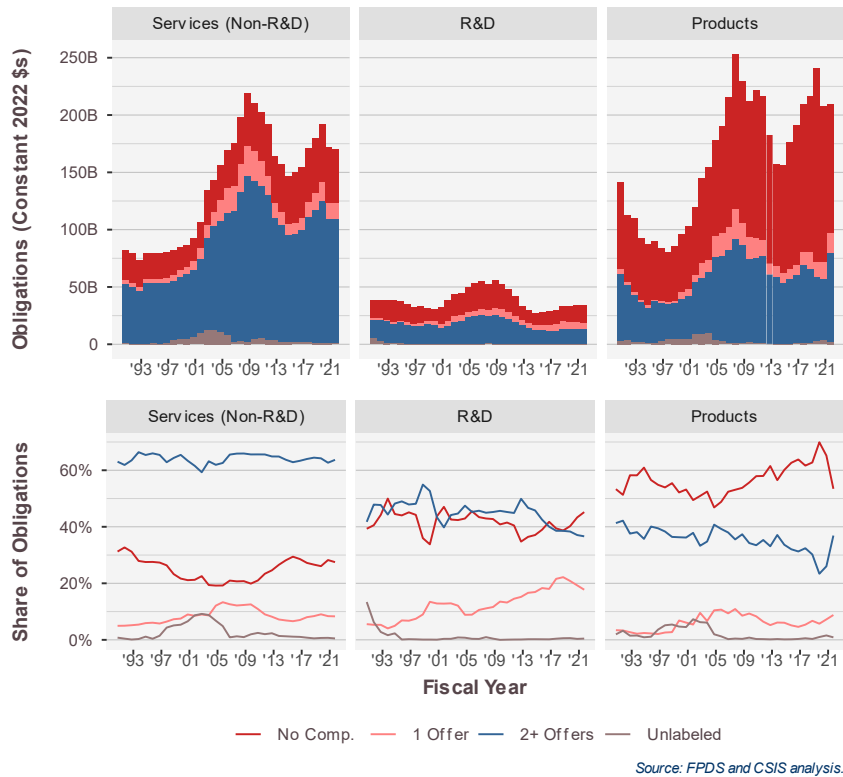 Services (Non-R&D) R&D Products
Obligations (Constant 2022 $s)
250B
200B
150B
100B
50B
0
'93 '97 '01 '05 '09 '13 '17 '21 '93 '97 '01 '05 '09 '13 '17 '21 '93 '97 '01 '05 '09 '13 '17 '21
Services (Non-R&D) R&D Products
Share of Obligations
60%
40%
20%
0%
'93 '97 '01 '05 '09 '13 '17 '21 '93 '97 '01 '05 '09 '13 '17 '21 '93 '97 '01 '05 '09 '13 '17 '21
Fiscal Year
No Comp. 1 Offer 2+ Offers Unlabeled
Source: FPDS and CSIS analysis.